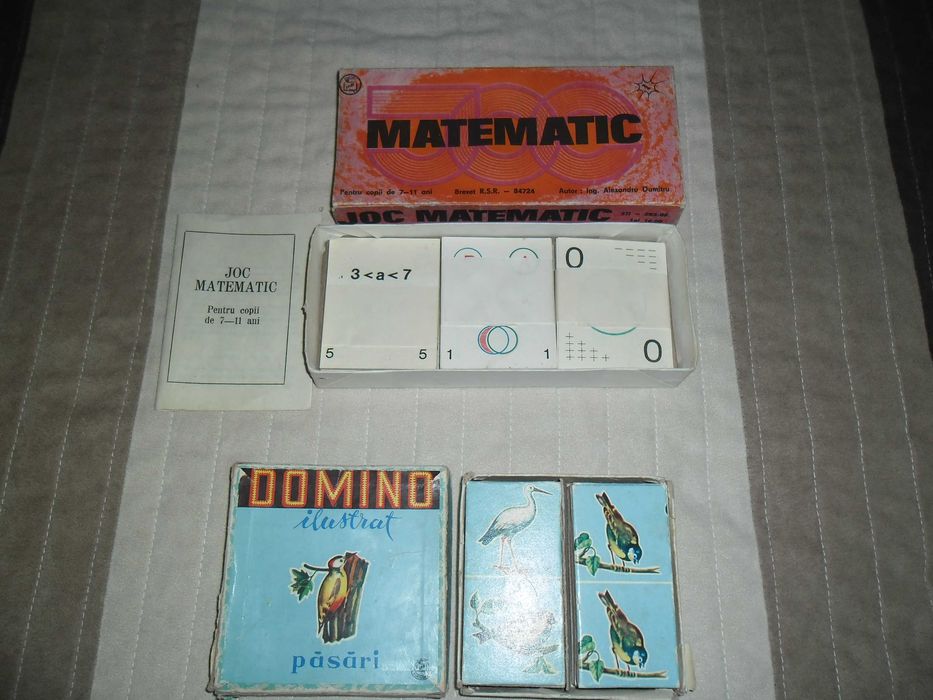 JOC
MATEMATIC
Pentru copii de 7—11 ani
Brevet R.S.R. — 84724
Autor: Ing. Alexandru Dumitru
JOC MATEMATIC
JOC
MATEMATIC
Pentru copii
de 7—11 ani
3<a<7
5 5
1 1
0
0
DOMINO
ilustrat
păsări